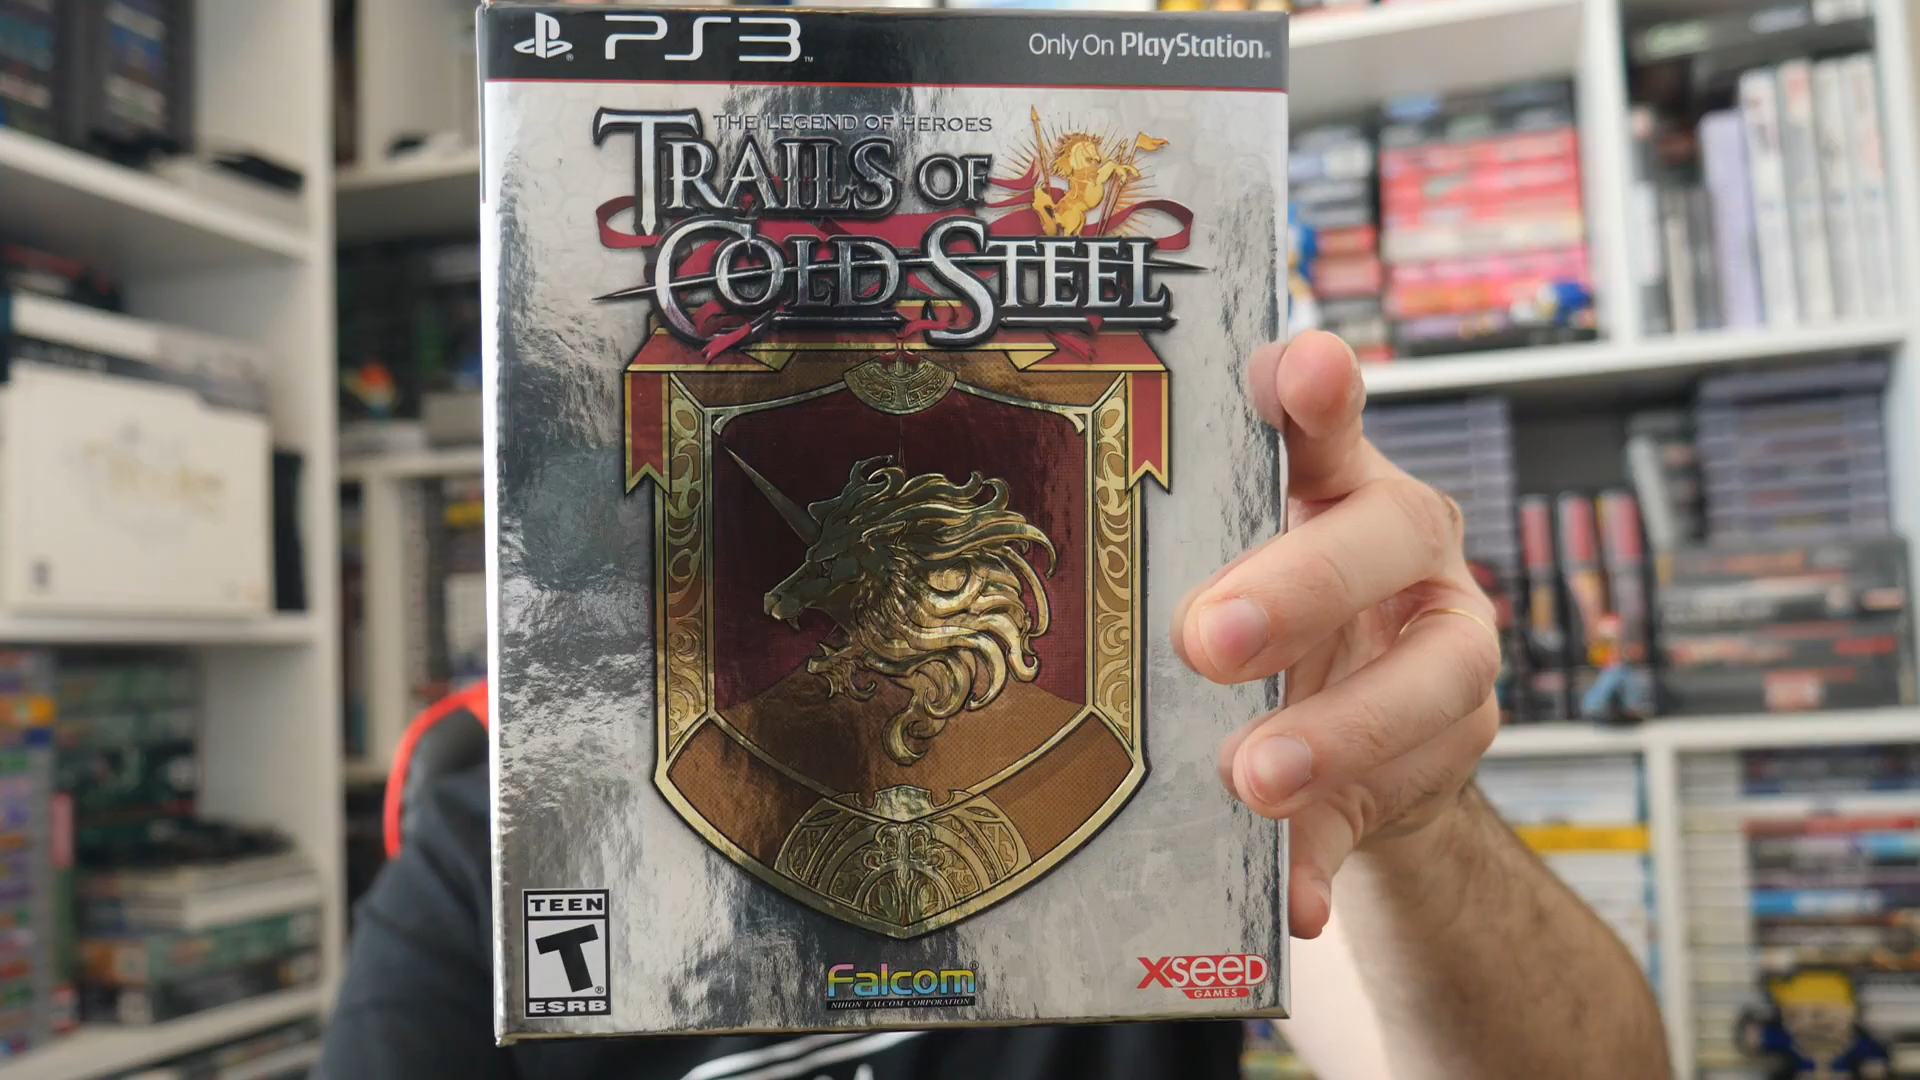 PS3™
Only On PlayStation®
THE LEGEND OF HEROES
TRAILS OF
COLD STEEL
TEEN
T
ESRB
Falcom®
NIHON FALCOM CORPORATION
XSEED
GAMES